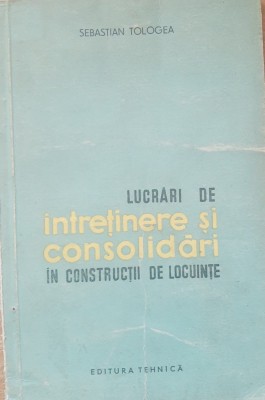 SEBASTIAN TOLOGEA
LUCRĂRI DE
întreținere și
consolidări
ÎN CONSTRUCȚII DE LOCUINȚE
EDITURA TEHNICĂ